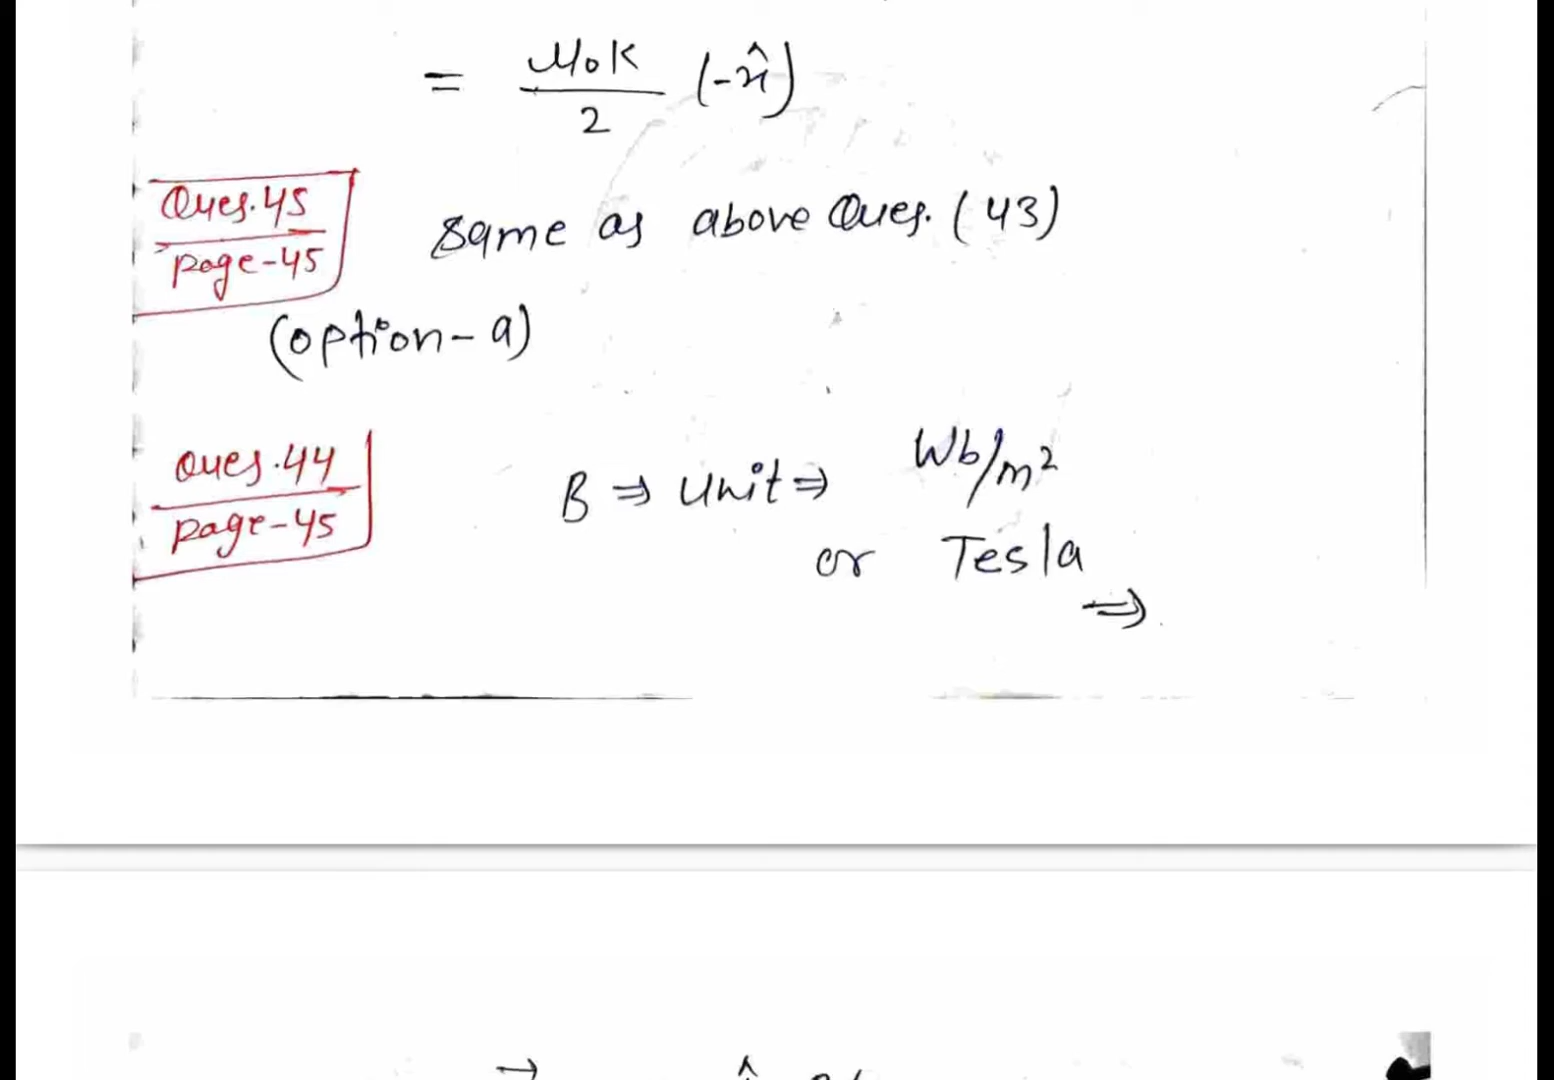 = μ₀K/2 (-x̂)
Ques.45
Page-45
Same as above Ques. (43)
(option-a)
Ques.44
Page-45
B ⇒ Unit ⇒ Wb/m²
or Tesla
⇒